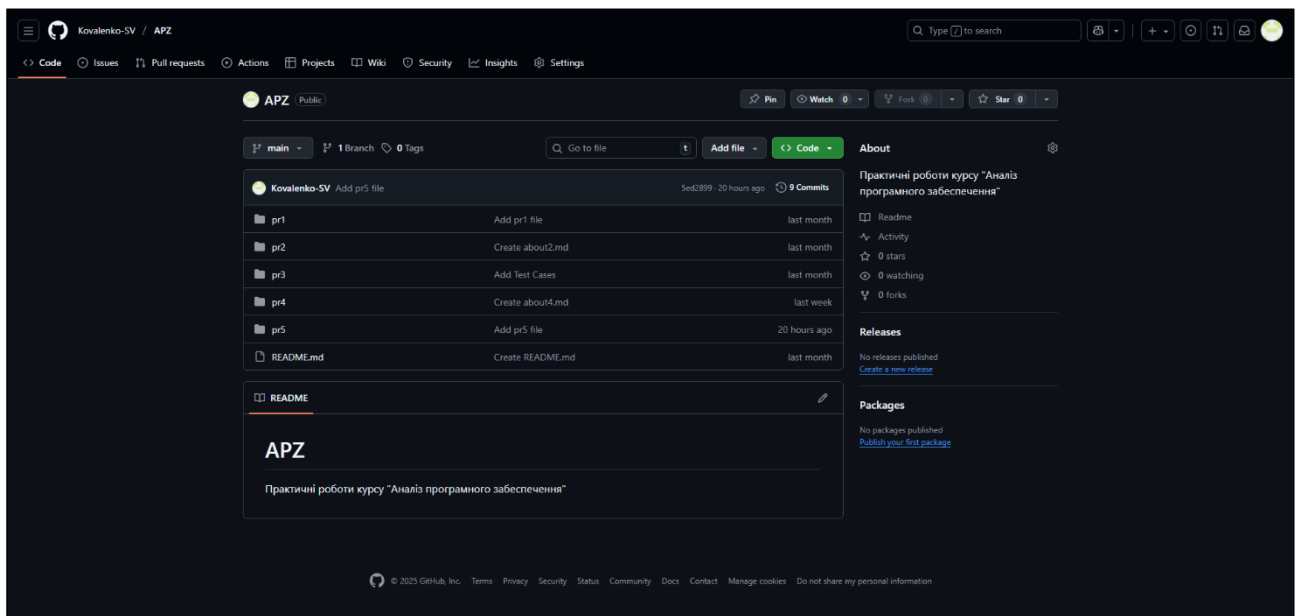 Kovalenko-SV / APZ
Type / to search
Code Issues Pull requests Actions Projects Wiki Security Insights Settings
APZ Public
Pin Watch 0 Fork 0 Star 0
main 1 Branch 0 Tags
Go to file t Add file Code
Kovalenko-SV Add pr5 file 5ed2899 · 20 hours ago 9 Commits
pr1 Add pr1 file last month
pr2 Create about2.md last month
pr3 Add Test Cases last month
pr4 Create about4.md last week
pr5 Add pr5 file 20 hours ago
README.md Create README.md last month
README
APZ
Практичні роботи курсу "Аналіз програмного забеспечення"
About
Практичні роботи курсу "Аналіз
програмного забеспечення"
Readme
Activity
0 stars
0 watching
0 forks
Releases
No releases published
Create a new release
Packages
No packages published
Publish your first package
© 2025 GitHub, Inc. Terms Privacy Security Status Community Docs Contact Manage cookies Do not share my personal information